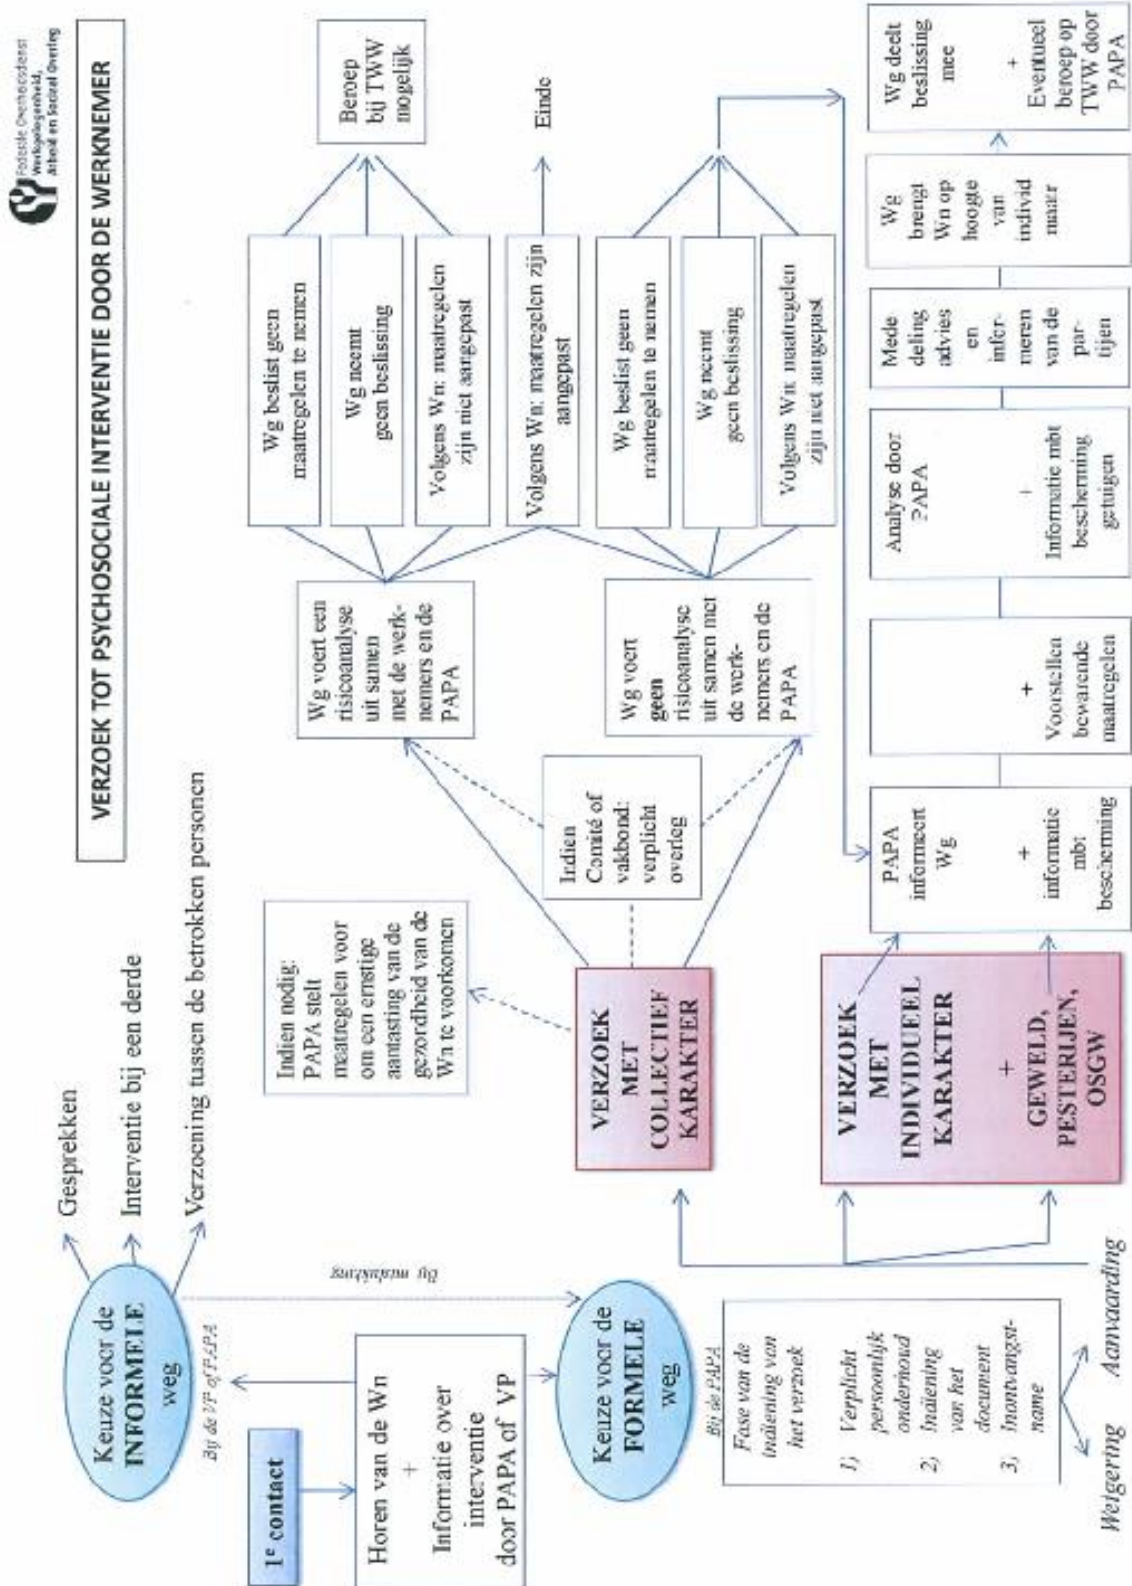 Federale Overheidsdienst
Werkgelegenheid,
Arbeid en Sociaal Overleg
VERZOEK TOT PSYCHOSOCIALE INTERVENTIE DOOR DE WERKNEMER
1e contact
Horen van de Wn
+
Informatie over
interventie
door PAPA of VP
Bij de VP of PAPA
Keuze voor de
INFORMELE
weg
Gesprekken
Interventie bij een derde
Verzoening tussen de betrokken personen
Bij mislukking
Keuze voor de
FORMELE
weg
Bij de PAPA
Fase van de
indiening van
het verzoek
1) Verplicht
persoonlijk
onderhoud
2) Indiening
van het
document
3) Inontvangst-
name
Weigering
Aanvaarding
VERZOEK
MET
COLLECTIEF
KARAKTER
Indien nodig:
PAPA stelt
maatregelen voor
om een ernstige
aantasting van de
gezondheid van de
Wn te voorkomen
Indien
Comité of
vakbond:
verplicht
overleg
Wg voert een
risicoanalyse
uit samen
met de werk-
nemers en de
PAPA
Wg voert
geen
risicoanalyse
uit samen met
de werk-
nemers en de
PAPA
Wg beslist geen
maatregelen te nemen
Wg neemt
geen beslissing
Volgens Wn: maatregelen
zijn niet aangepast
Volgens Wn: maatregelen zijn
aangepast
Wg beslist geen
maatregelen te nemen
Wg neemt
geen beslissing
Volgens Wn: maatregelen
zijn niet aangepast
Beroep
bij TWW
mogelijk
Einde
VERZOEK
MET
INDIVIDUEEL
KARAKTER
+
GEWELD,
PESTERIJEN,
OSGW
PAPA
informeert
Wg
+
informatie
mbt
bescherming
+
Voorstellen
bewarende
maatregelen
Analyse door
PAPA
+
Informatie mbt
bescherming
getuigen
Mede
deling
advies
en
infor-
meren
van de
par-
tijen
Wg
brengt
Wn op
hoogte
van
individ
maatr
Wg deelt
beslissing
mee
+
Eventueel
beroep op
TWW door
PAPA